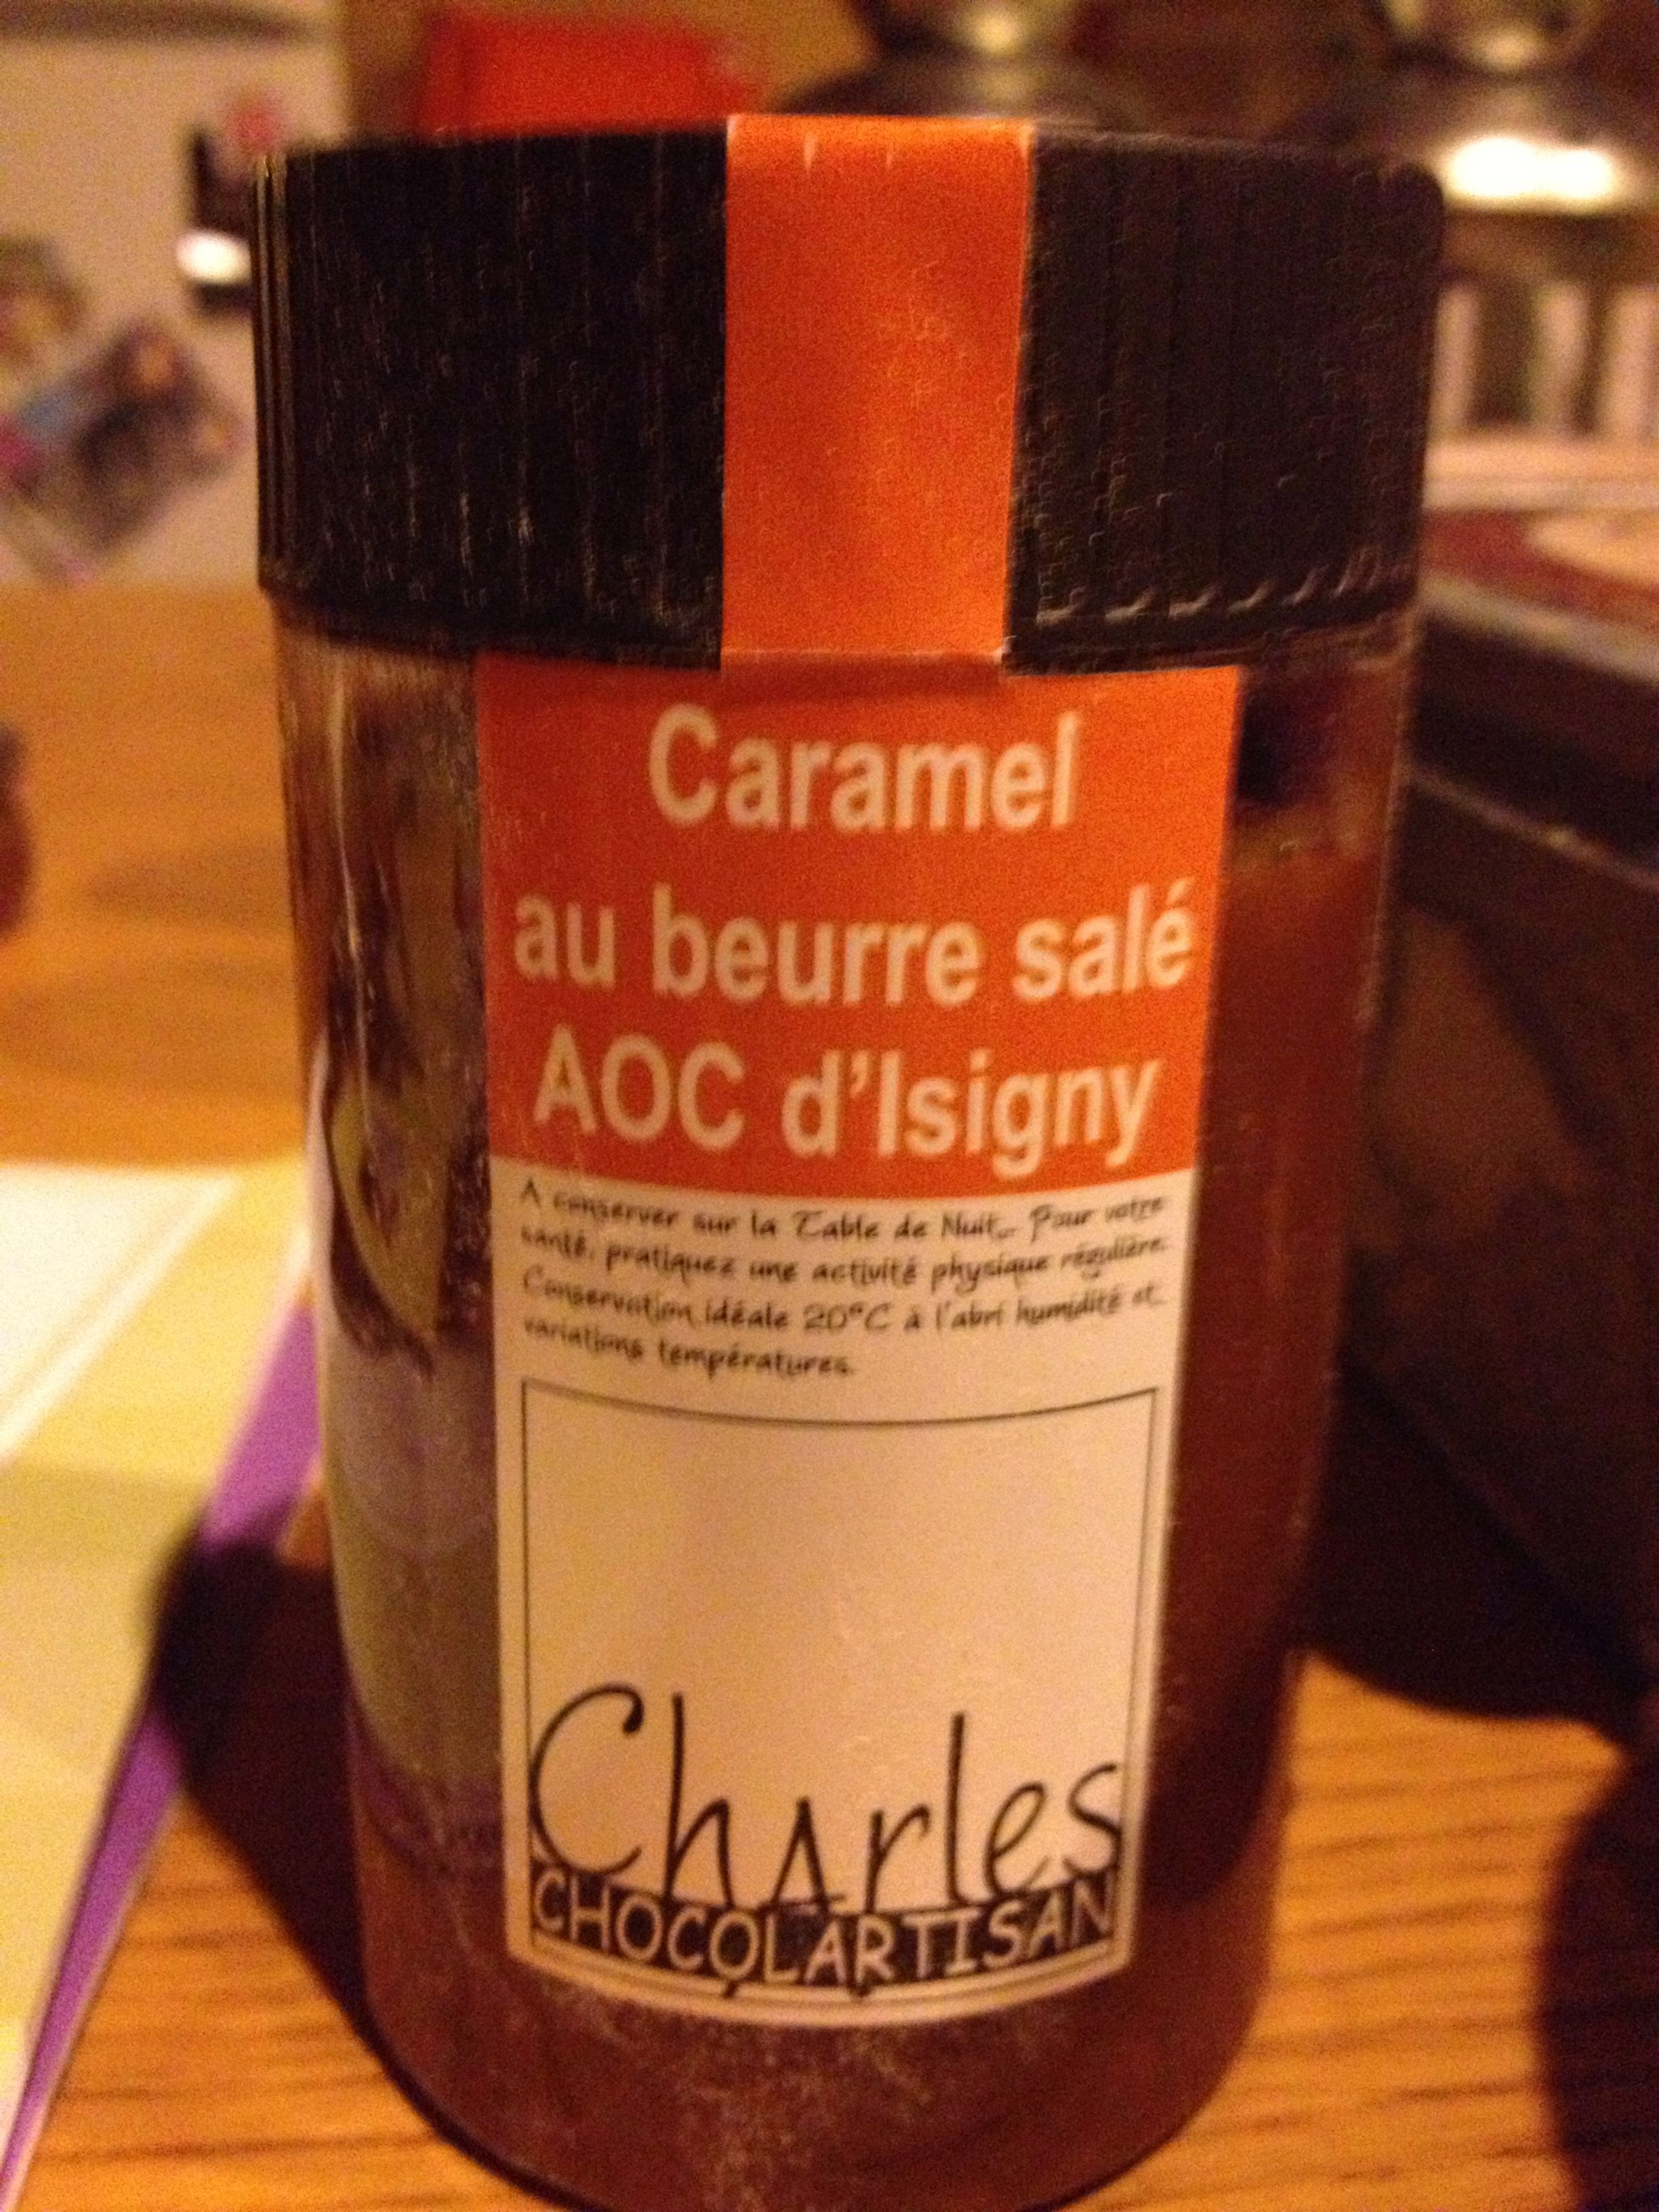 Caramel
au beurre salé
AOC d'Isigny
A conserver sur la Table de Nuit... Pour votre
santé, pratiquez une activité physique régulière.
Conservation idéale 20°C à l'abri humidité et
variations températures.
Charles
CHOCOLARTISAN